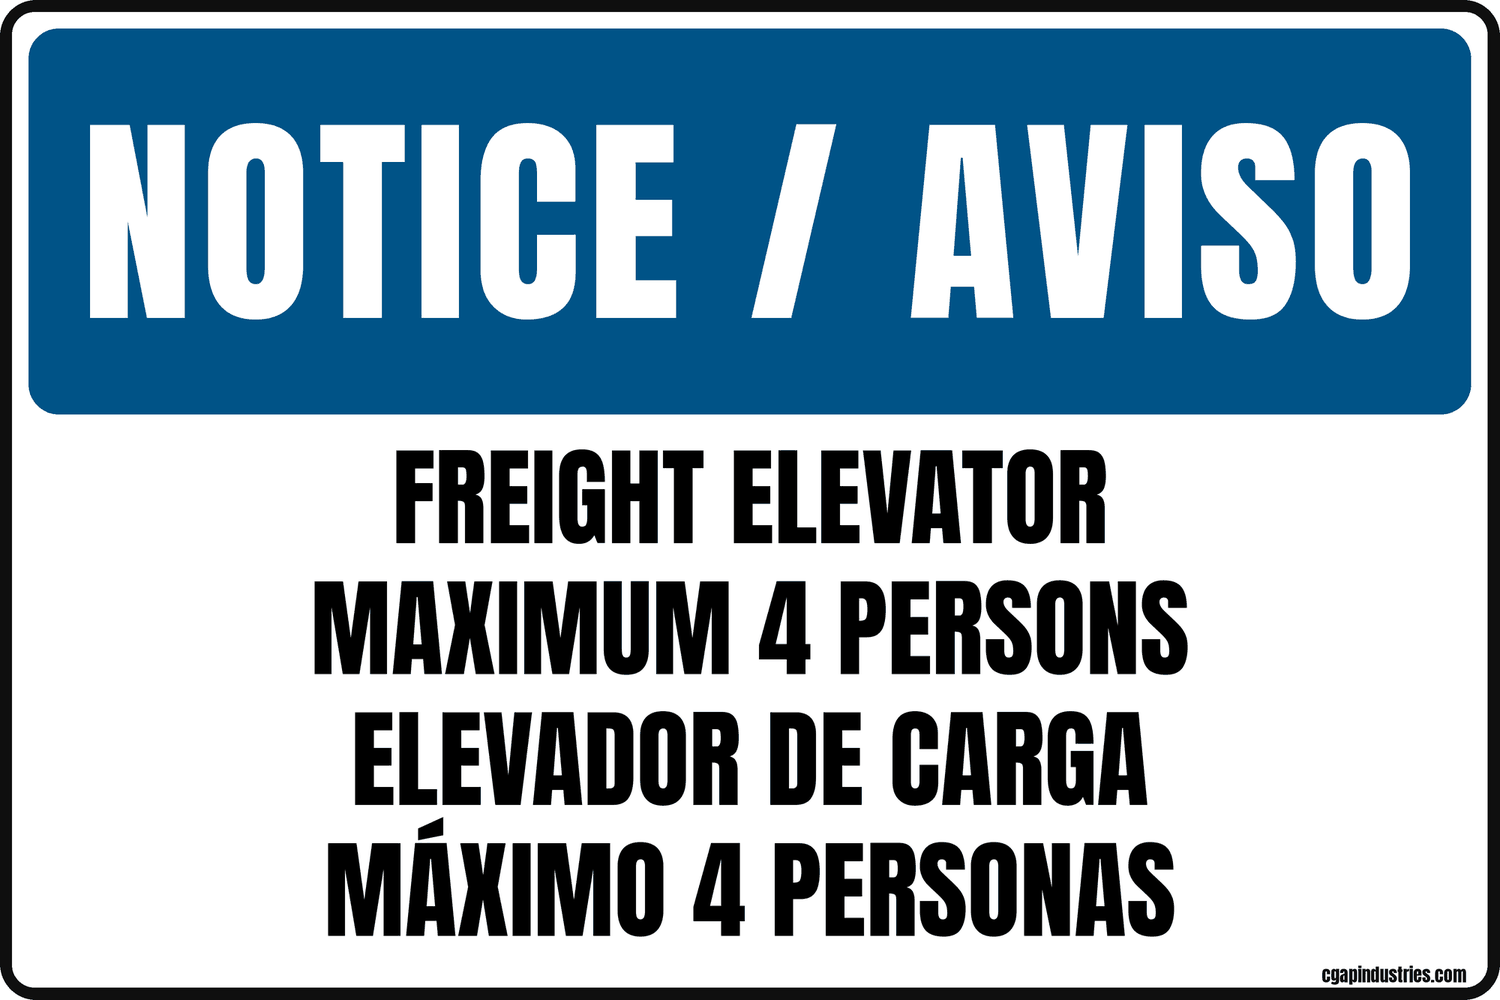 NOTICE / AVISO
FREIGHT ELEVATOR
MAXIMUM 4 PERSONS
ELEVADOR DE CARGA
MÁXIMO 4 PERSONAS
cgapindustries.com